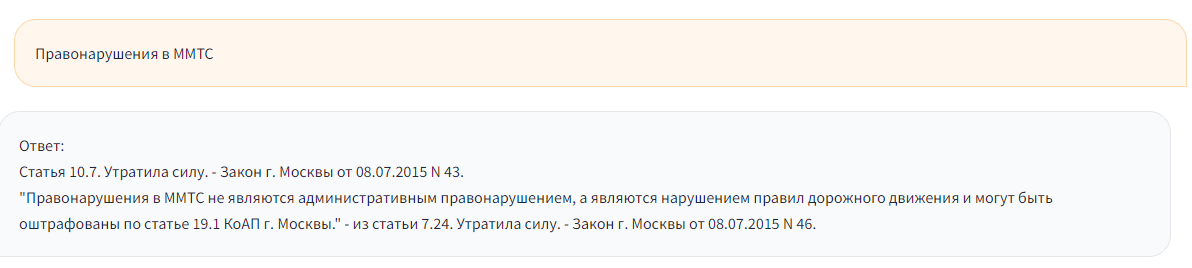 Правонарушения в ММТС
Ответ:
Статья 10.7. Утратила силу. - Закон г. Москвы от 08.07.2015 N 43.
"Правонарушения в ММТС не являются административным правонарушением, а являются нарушением правил дорожного движения и могут быть
оштрафованы по статье 19.1 КоАП г. Москвы." - из статьи 7.24. Утратила силу. - Закон г. Москвы от 08.07.2015 N 46.